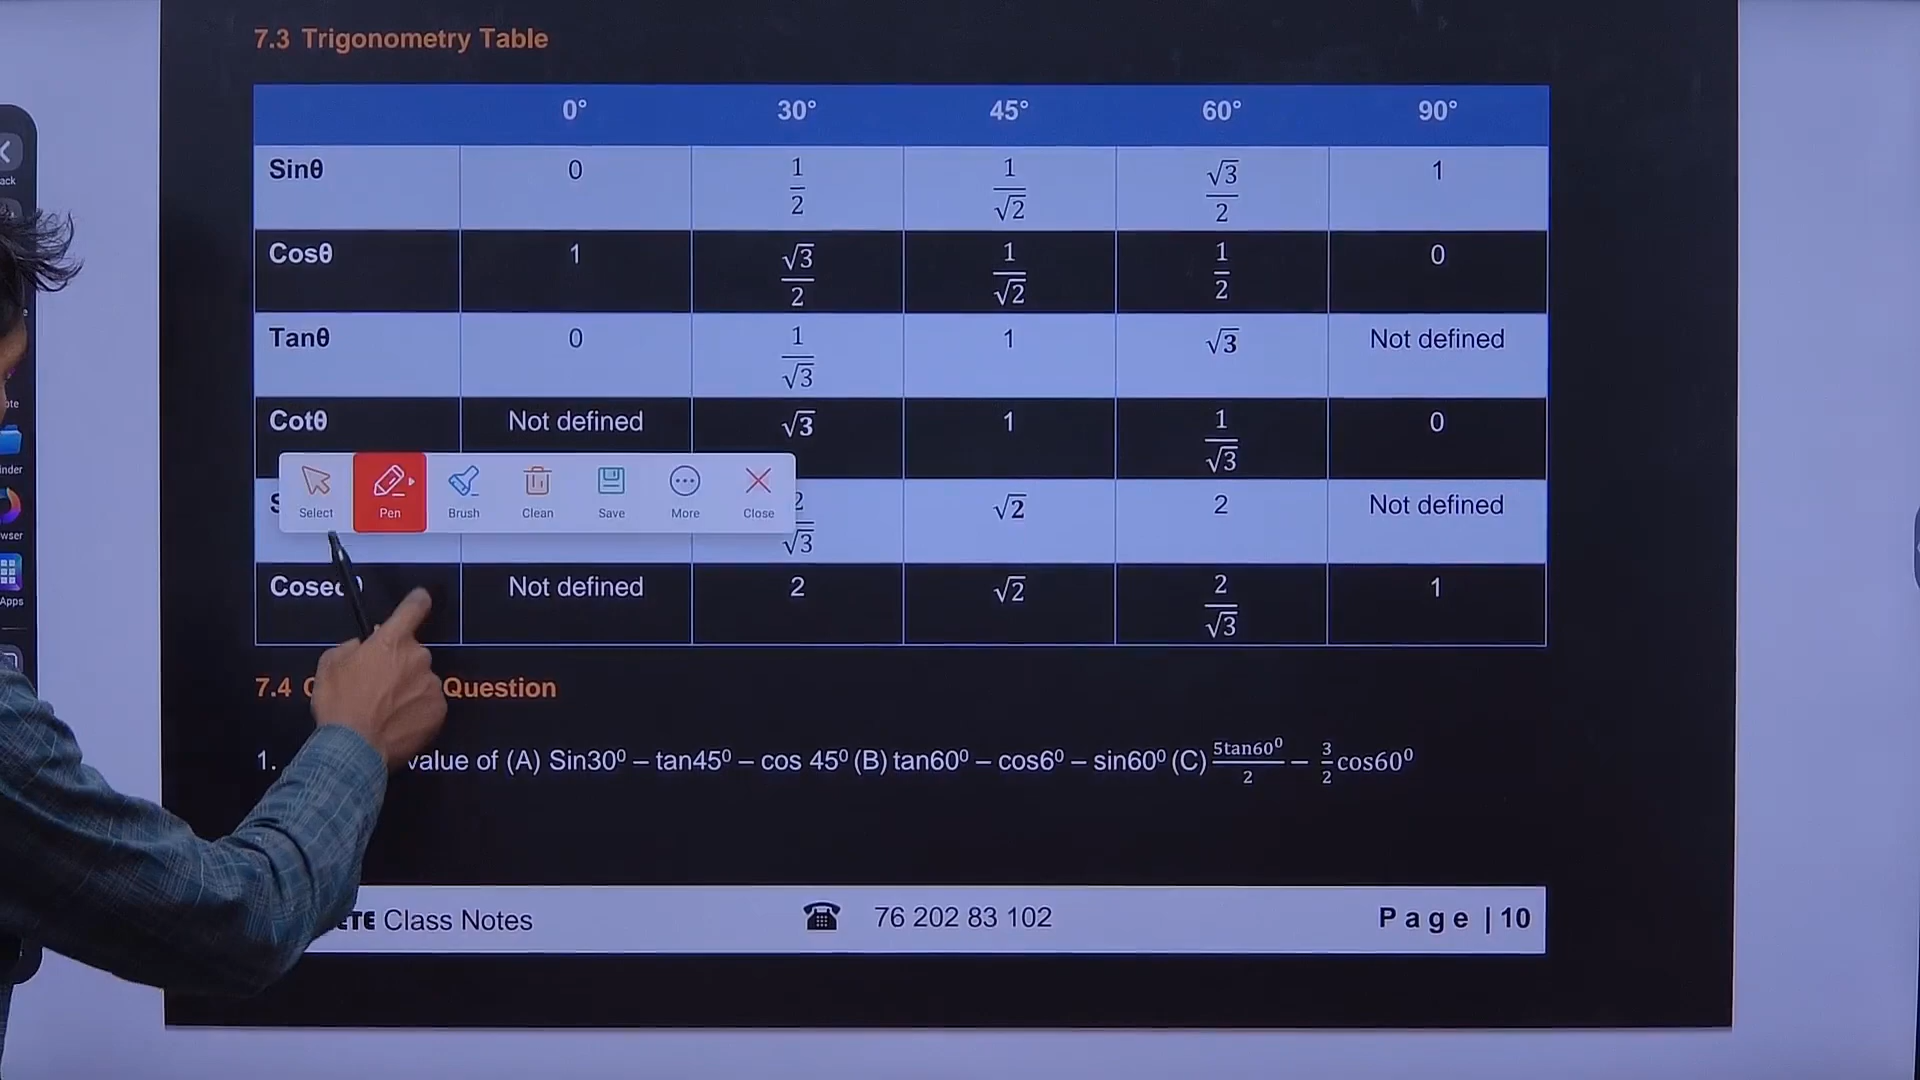 7.3 Trigonometry Table
0° 30° 45° 60° 90°
Sinθ 0 1/2 1/√2 √3/2 1
Cosθ 1 √3/2 1/√2 1/2 0
Tanθ 0 1/√3 1 √3 Not defined
Cotθ Not defined √3 1 1/√3 0
2/√3 √2 2 Not defined
Select Pen Brush Clean Save More Close
Cosec Not defined 2 √2 2/√3 1
7.4 Question
1. value of (A) Sin30⁰ – tan45⁰ – cos 45⁰ (B) tan60⁰ – cos6⁰ – sin60⁰ (C) 5tan60⁰/2 – 3/2 cos60⁰
Class Notes 76 202 83 102 Page | 10
Apps